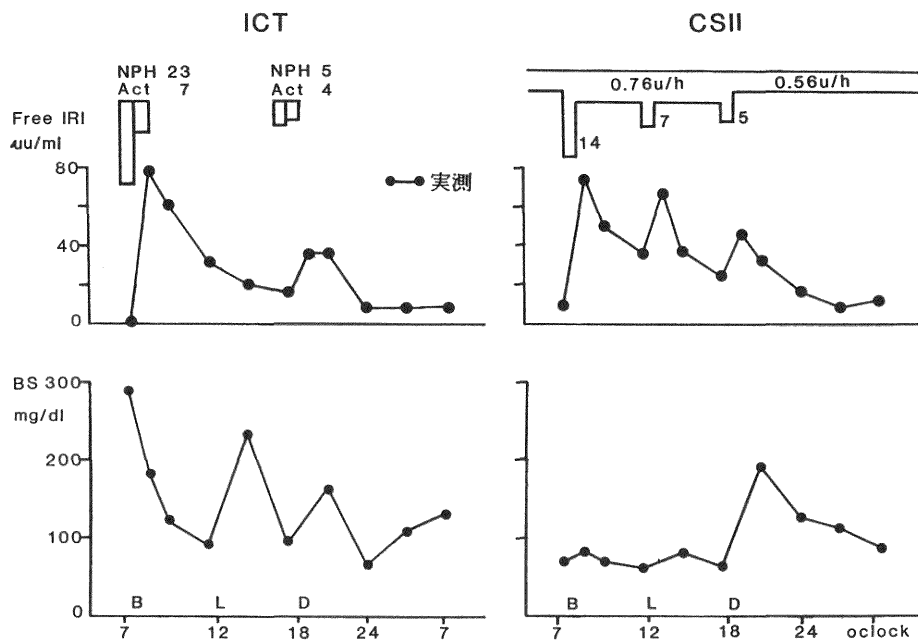 ICT
CSII
NPH 23
Act 7
NPH 5
Act 4
0.76u/h
0.56u/h
14
7
5
Free IRI
μu/ml
80
40
0
実測
BS 300
mg/dl
200
100
0
B L D
7 12 18 24 7
B L D
7 12 18 24 oclock